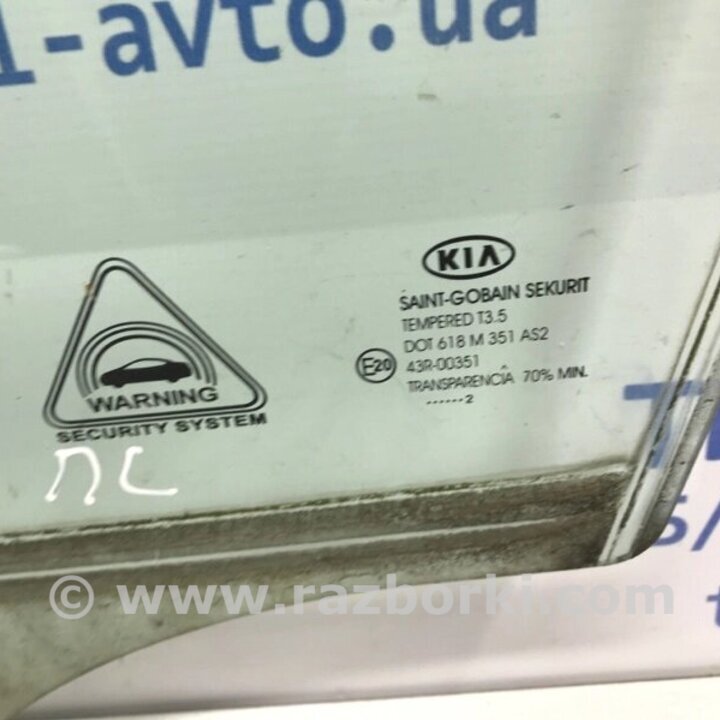 1-avto.ua
KIA
SAINT-GOBAIN SEKURIT
TEMPERED T3.5
DOT 618 M 351 AS2
E20
43R-00351
TRANSPARENCIA 70% MIN.
......2
WARNING
SECURITY SYSTEM
ПС
© www.razborki.com